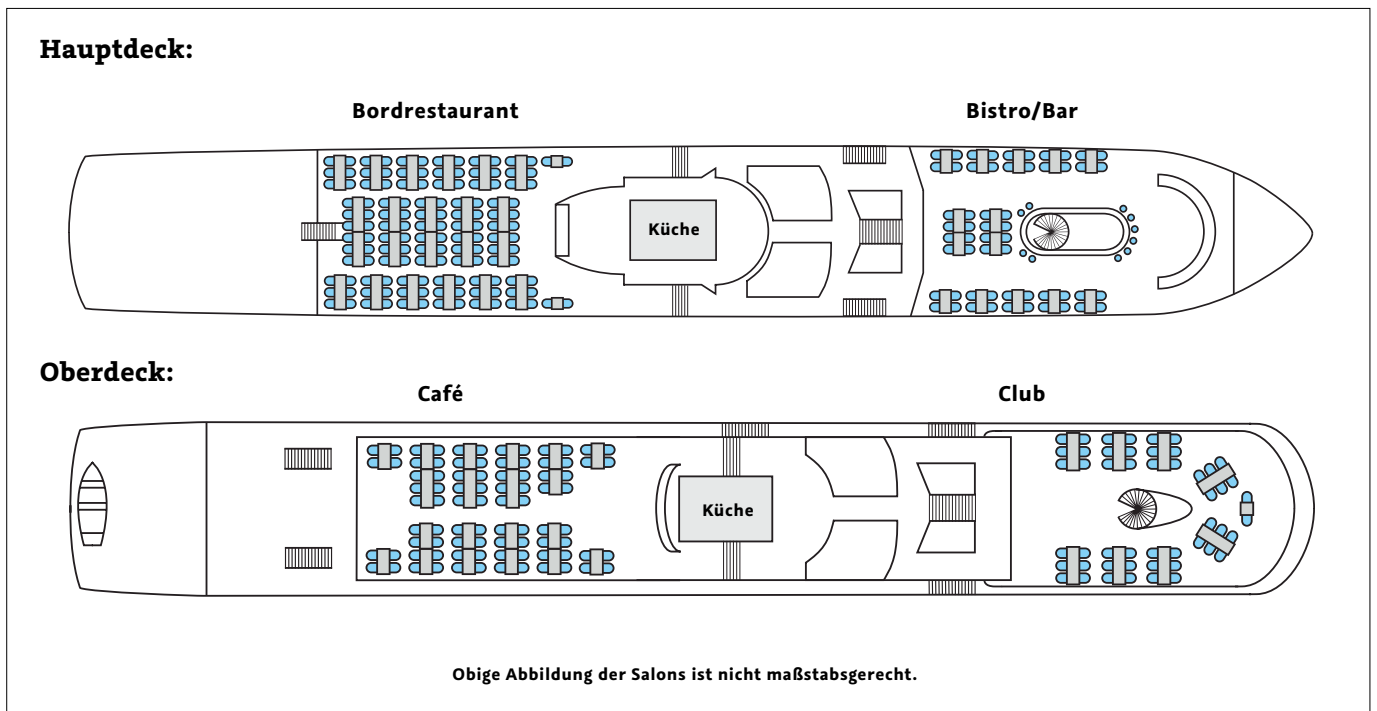 Hauptdeck:
Bordrestaurant
Bistro/Bar
Küche
Oberdeck:
Café
Club
Küche
Obige Abbildung der Salons ist nicht maßstabsgerecht.